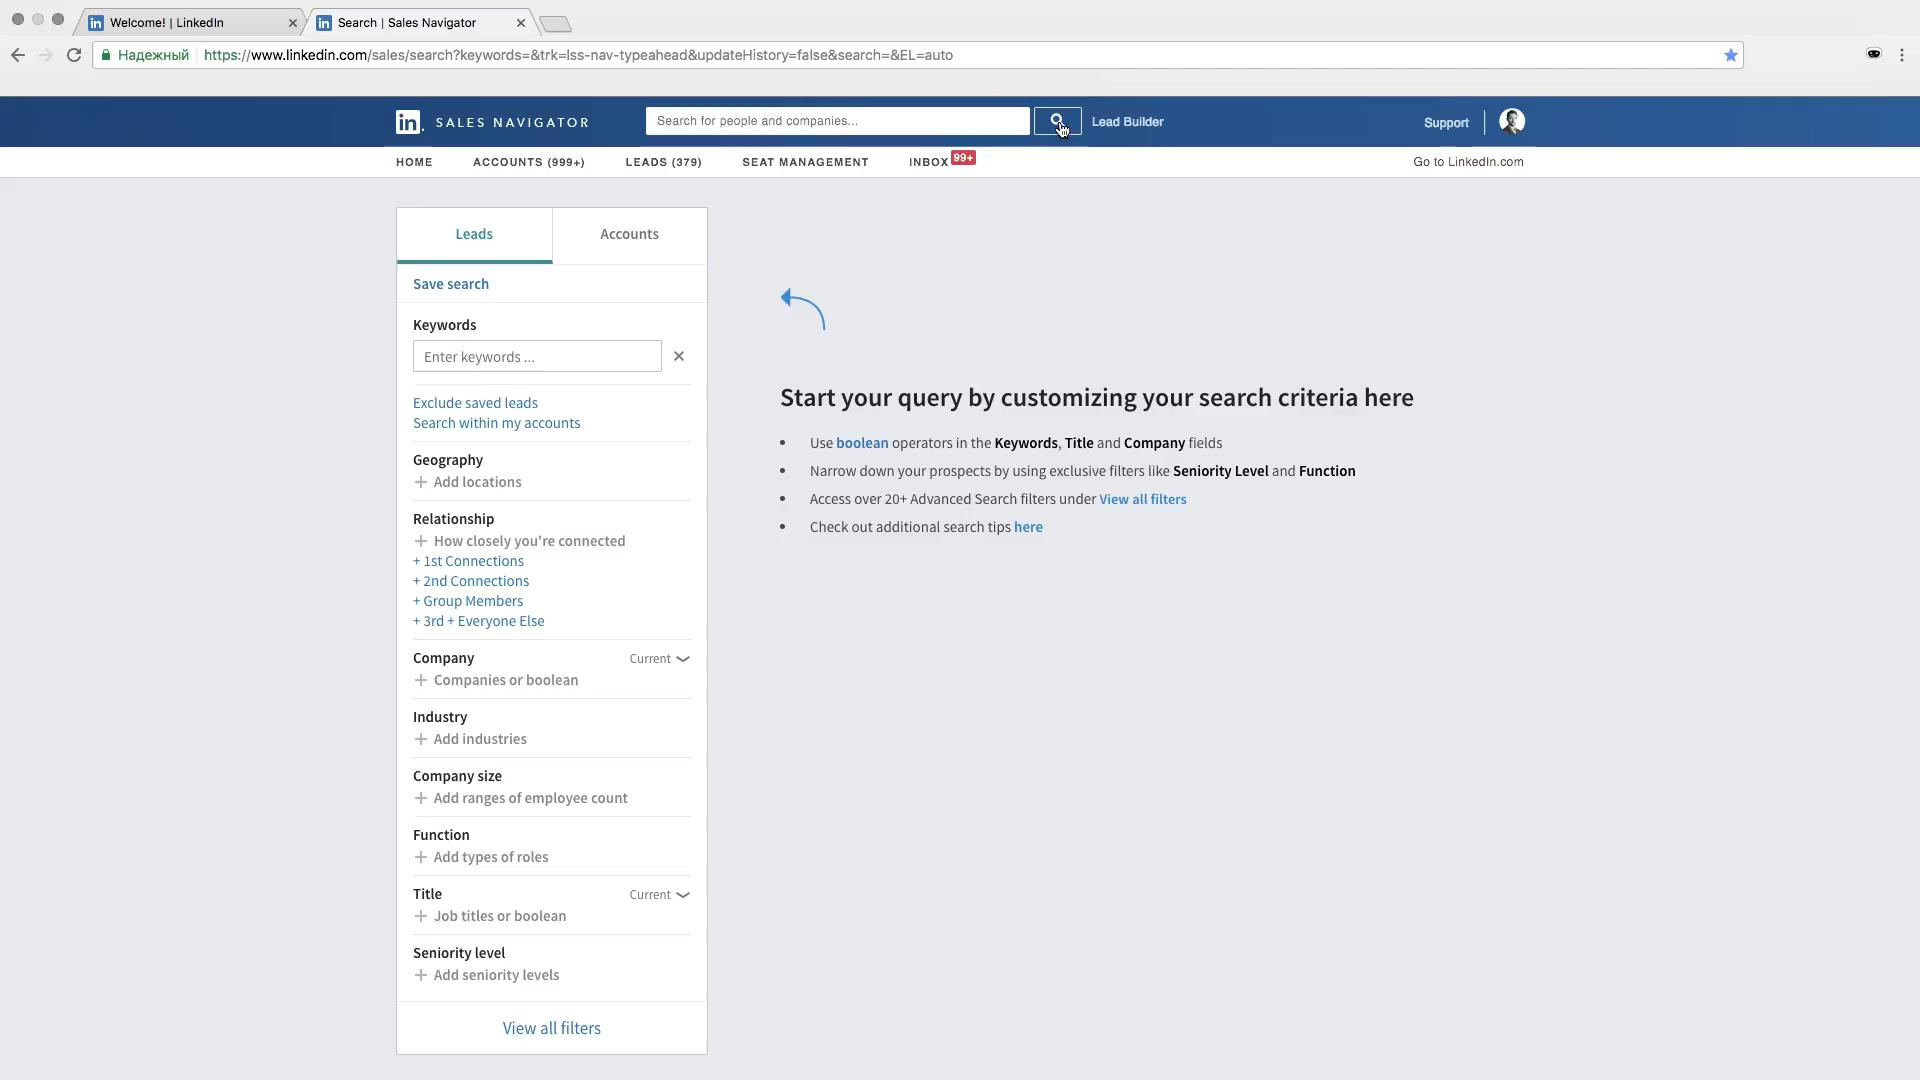 Welcome! | LinkedIn
Search | Sales Navigator
Надежный
https://www.linkedin.com/sales/search?keywords=&trk=lss-nav-typeahead&updateHistory=false&search=&EL=auto
in SALES NAVIGATOR
Search for people and companies...
Lead Builder
Support
HOME
ACCOUNTS (999+)
LEADS (379)
SEAT MANAGEMENT
INBOX 99+
Go to LinkedIn.com
Leads
Accounts
Save search
Keywords
Enter keywords ...
Exclude saved leads
Search within my accounts
Geography
+ Add locations
Relationship
+ How closely you're connected
+ 1st Connections
+ 2nd Connections
+ Group Members
+ 3rd + Everyone Else
Company Current
+ Companies or boolean
Industry
+ Add industries
Company size
+ Add ranges of employee count
Function
+ Add types of roles
Title Current
+ Job titles or boolean
Seniority level
+ Add seniority levels
View all filters
Start your query by customizing your search criteria here
• Use boolean operators in the Keywords, Title and Company fields
• Narrow down your prospects by using exclusive filters like Seniority Level and Function
• Access over 20+ Advanced Search filters under View all filters
• Check out additional search tips here